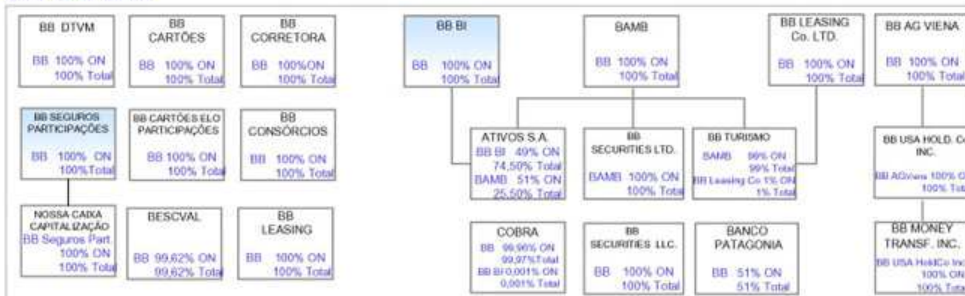 BB DTVM
BB 100% ON
100% Total
BB
CARTÕES
BB 100% ON
100% Total
BB
CORRETORA
BB 100%ON
100% Total
BB BI
BB 100% ON
100% Total
BAMB
BB 100% ON
100% Total
BB LEASING
Co. LTD.
BB 100% ON
100% Total
BB AG VIENA
BB 100% ON
100% Total
BB SEGUROS
PARTICIPAÇÕES
BB 100% ON
100%Total
BB CARTÕES ELO
PARTICIPAÇÕES
BB 100% ON
100% Total
BB
CONSÓRCIOS
BB 100% ON
100% Total
ATIVOS S.A.
BB BI 49% ON
74,50% Total
BAMB 51% ON
25,50% Total
BB
SECURITIES LTD.
BAMB 100% ON
100% Total
BB TURISMO
BAMB 99% ON
99% Total
BB Leasing Co 1% ON
1% Total
BB USA HOLD. Co
INC.
BB AGViena 100% O
100% Tot
NOSSA CAIXA
CAPITALIZAÇÃO
BB Seguros Part.
100% ON
100% Total
BESCVAL
BB 99,62% ON
99,62% Total
BB
LEASING
BB 100% ON
100% Total
COBRA
BB 99,96% ON
99,97%Total
BB BI 0,001% ON
0,001% Total
BB
SECURITIES LLC.
BB 100% ON
100% Total
BANCO
PATAGONIA
BB 51% ON
51% Total
BB MONEY
TRANSF. INC.
BB USA HoldCo Inc
100% ON
100% Total